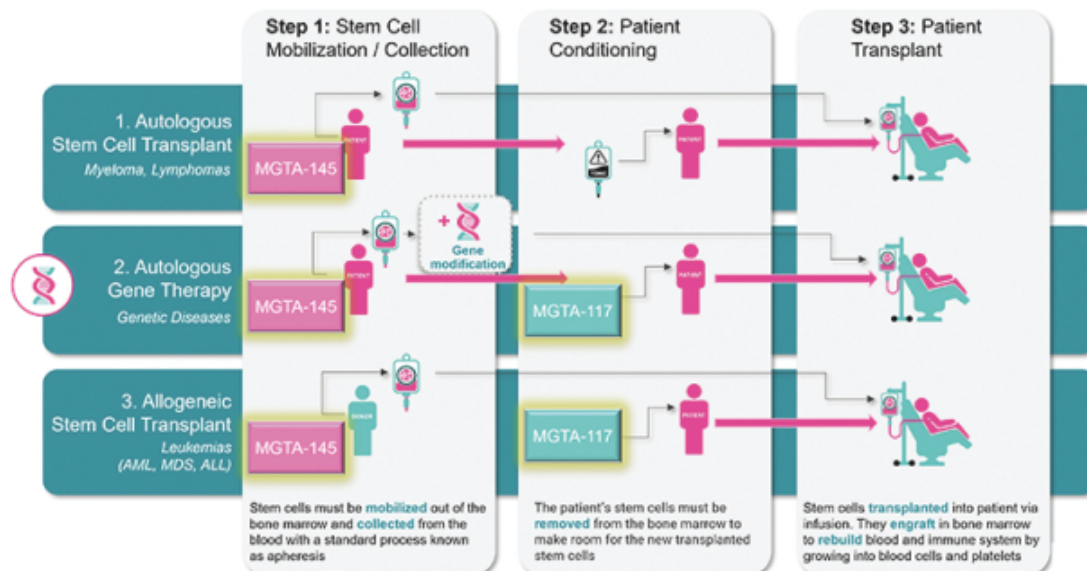 Step 1: Stem Cell
Mobilization / Collection
Step 2: Patient
Conditioning
Step 3: Patient
Transplant
1. Autologous
Stem Cell Transplant
Myeloma, Lymphomas
MGTA-145
PATIENT
PATIENT
2. Autologous
Gene Therapy
Genetic Diseases
MGTA-145
PATIENT
+
Gene
modification
MGTA-117
PATIENT
3. Allogeneic
Stem Cell Transplant
Leukemias
(AML, MDS, ALL)
MGTA-145
DONOR
MGTA-117
PATIENT
Stem cells must be mobilized out of the
bone marrow and collected from the
blood with a standard process known
as apheresis
The patient's stem cells must be
removed from the bone marrow to
make room for the new transplanted
stem cells
Stem cells transplanted into patient via
infusion. They engraft in bone marrow
to rebuild blood and immune system by
growing into blood cells and platelets